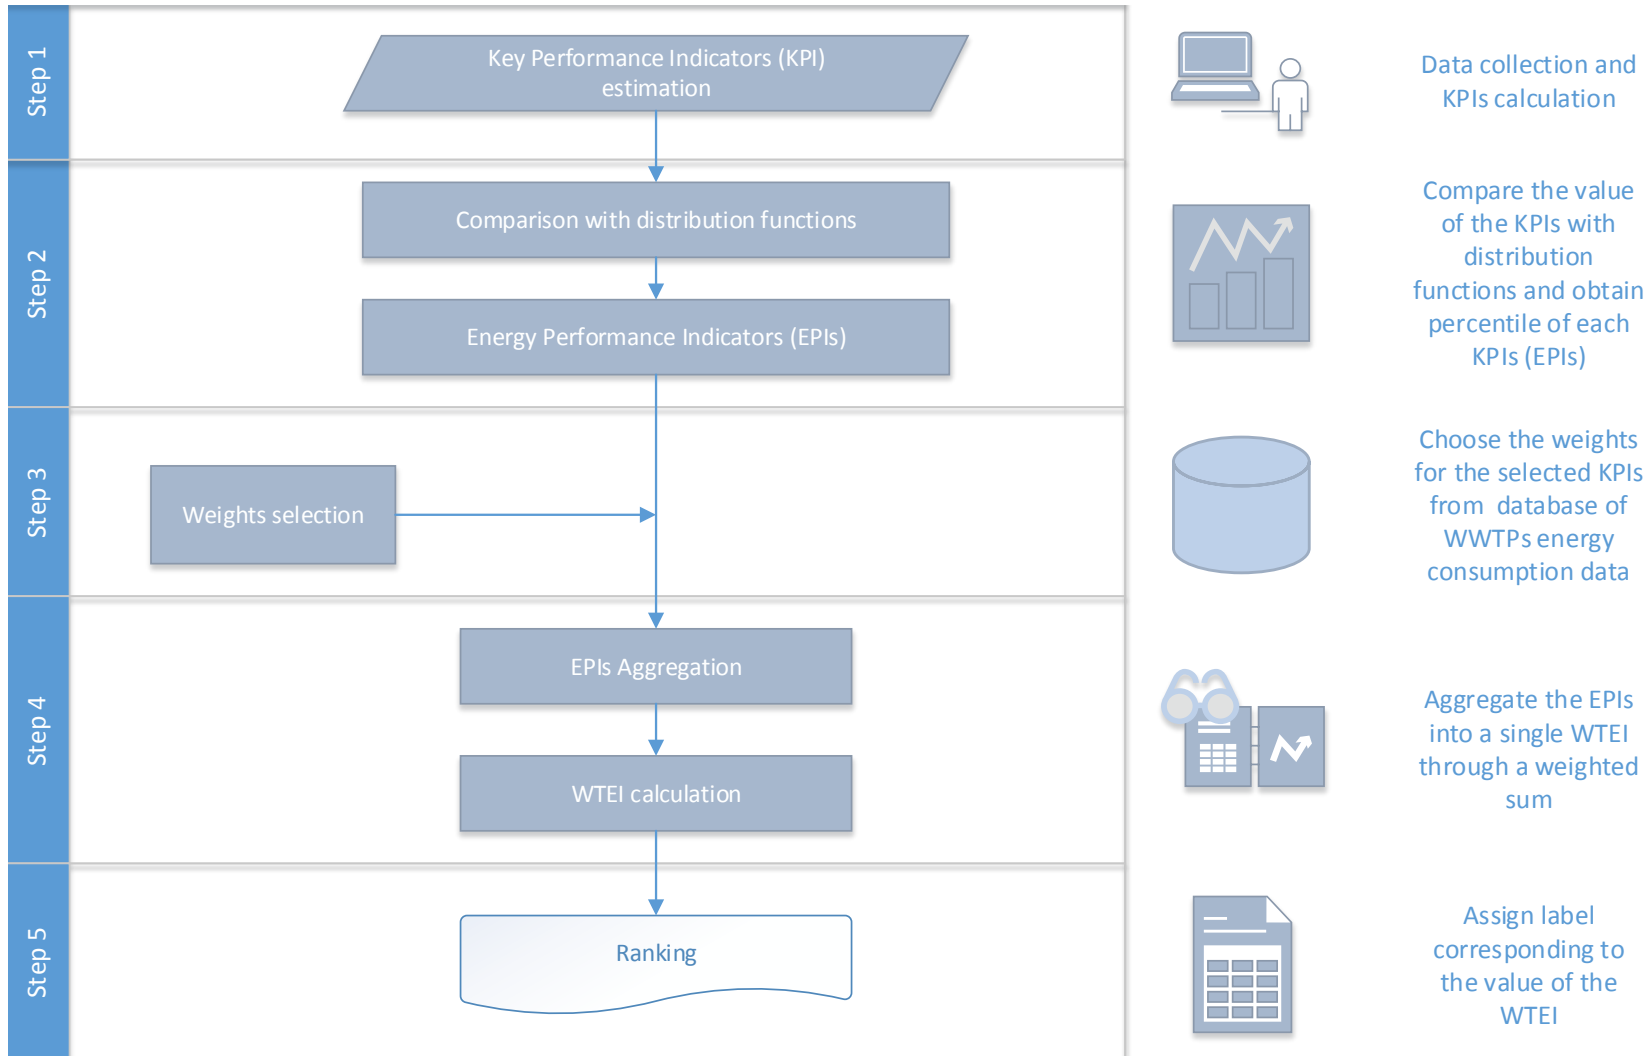 Step 1
Key Performance Indicators (KPI)
estimation
Data collection and
KPIs calculation
Step 2
Comparison with distribution functions
Energy Performance Indicators (EPIs)
Compare the value
of the KPIs with
distribution
functions and obtain
percentile of each
KPIs (EPIs)
Step 3
Weights selection
Choose the weights
for the selected KPIs
from database of
WWTPs energy
consumption data
Step 4
EPIs Aggregation
WTEI calculation
Aggregate the EPIs
into a single WTEI
through a weighted
sum
Step 5
Ranking
Assign label
corresponding to
the value of the
WTEI